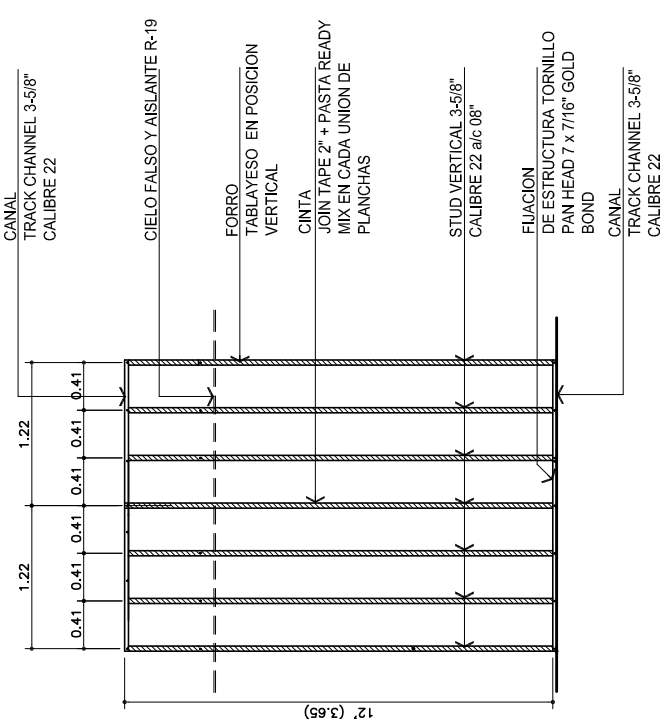 CANAL
TRACK CHANNEL 3-5/8"
CALIBRE 22
CIELO FALSO Y AISLANTE R-19
FORRO
TABLAYESO EN POSICION
VERTICAL
CINTA
JOIN TAPE 2" + PASTA READY
MIX EN CADA UNION DE
PLANCHAS
STUD VERTICAL 3-5/8"
CALIBRE 22 a/c 08"
FIJACION
DE ESTRUCTURA TORNILLO
PAN HEAD 7 x 7/16" GOLD
BOND
CANAL
TRACK CHANNEL 3-5/8"
CALIBRE 22
1.22
1.22
0.41
0.41
0.41
0.41
0.41
0.41
12' (3.65)